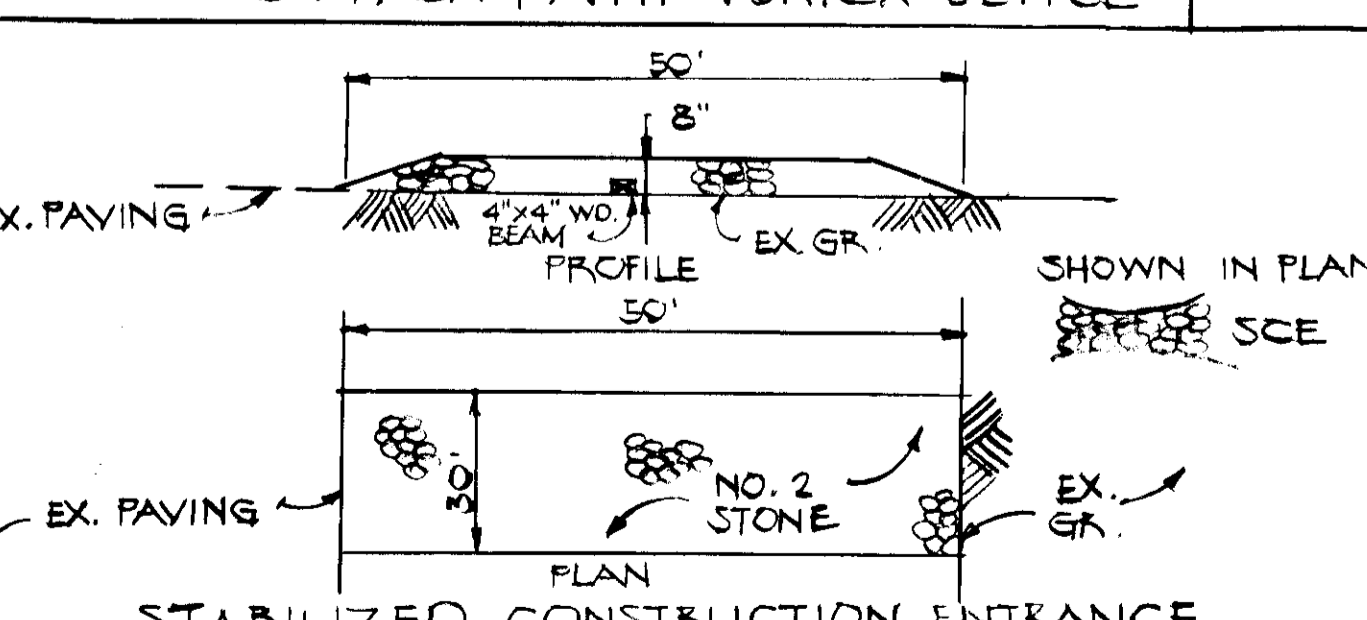 50'
8"
X. PAVING
4"x4" WD.
BEAM
EX. GR.
PROFILE
SHOWN IN PLAN
SCE
50'
30'
NO. 2
STONE
EX. PAVING
EX.
GR.
PLAN
STABILIZED CONSTRUCTION ENTRANCE